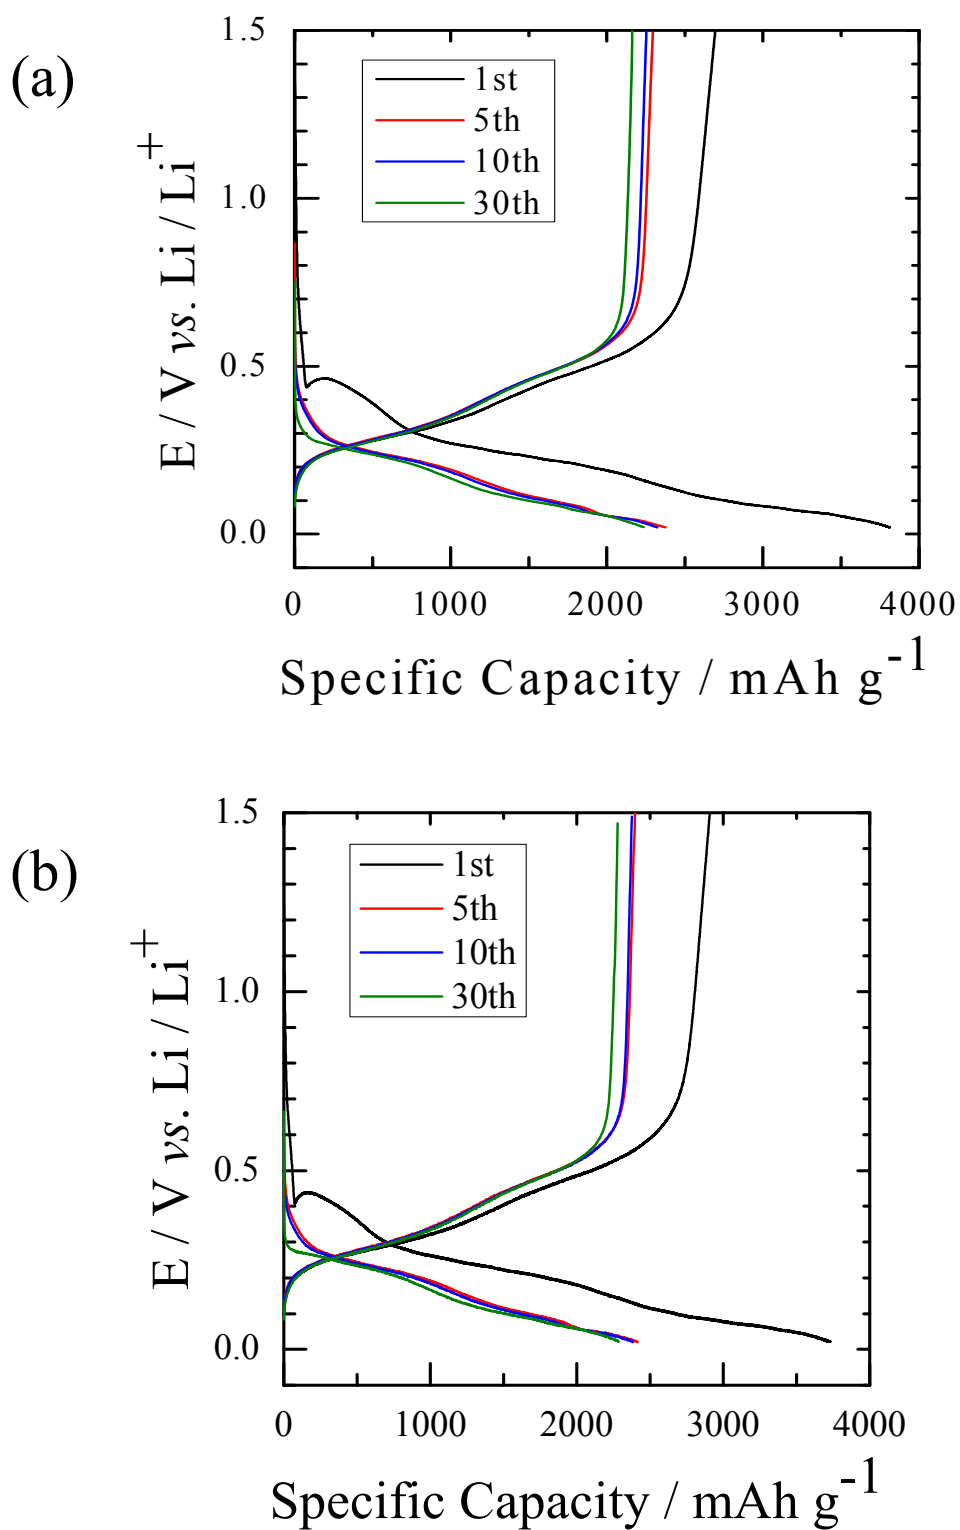 (a)
1.5
1.0
0.5
0.0
E / V vs. Li / Li⁺
1st
5th
10th
30th
0 1000 2000 3000 4000
Specific Capacity / mAh g⁻¹
(b)
1.5
1.0
0.5
0.0
E / V vs. Li / Li⁺
1st
5th
10th
30th
0 1000 2000 3000 4000
Specific Capacity / mAh g⁻¹